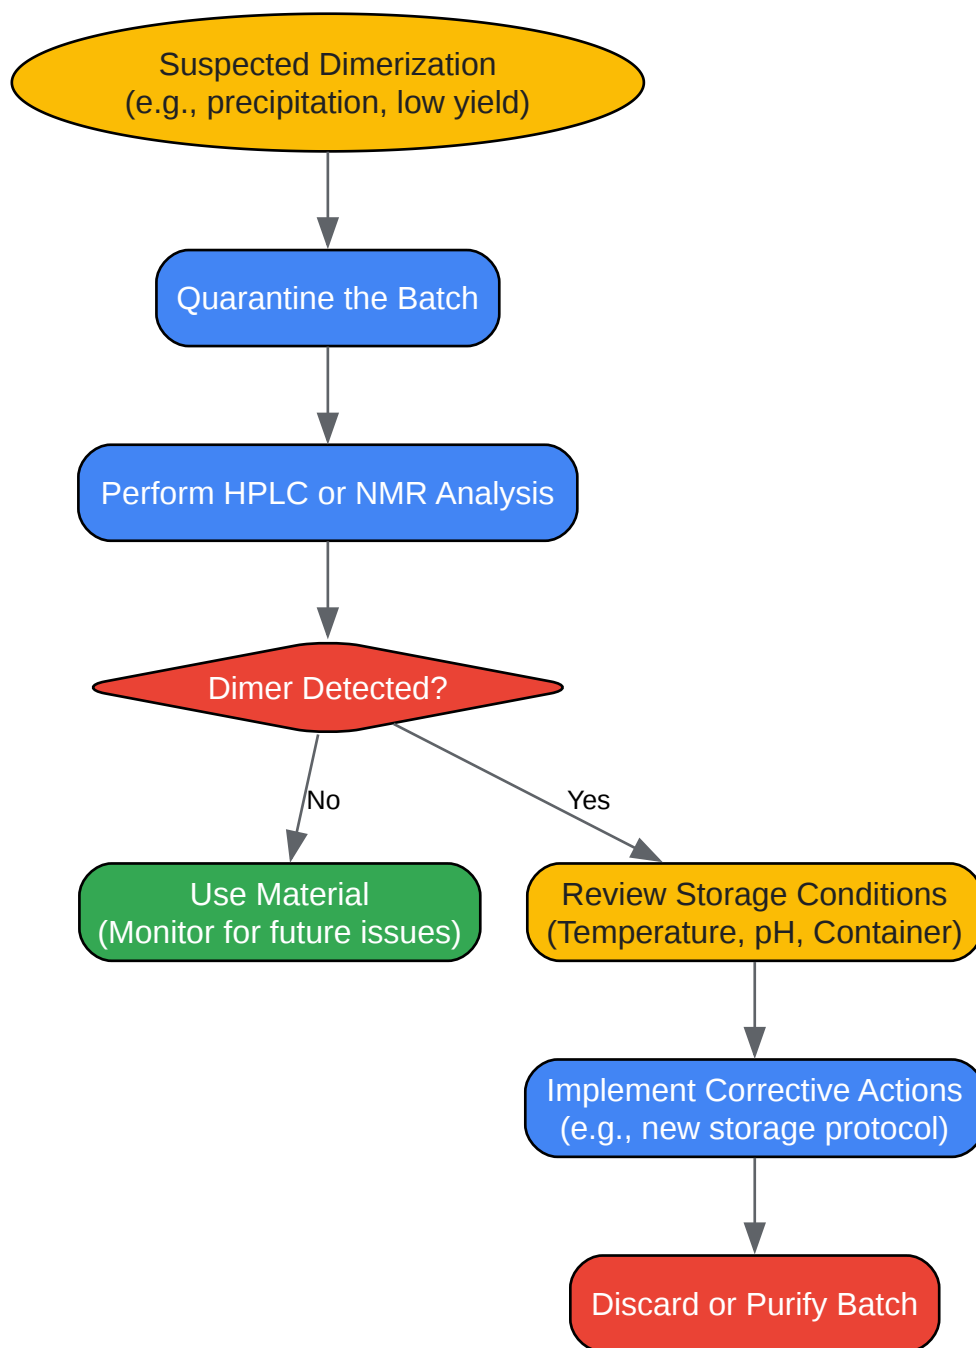 Suspected Dimerization
(e.g., precipitation, low yield)
Quarantine the Batch
Perform HPLC or NMR Analysis
Dimer Detected?
No
Yes
Use Material
(Monitor for future issues)
Review Storage Conditions
(Temperature, pH, Container)
Implement Corrective Actions
(e.g., new storage protocol)
Discard or Purify Batch